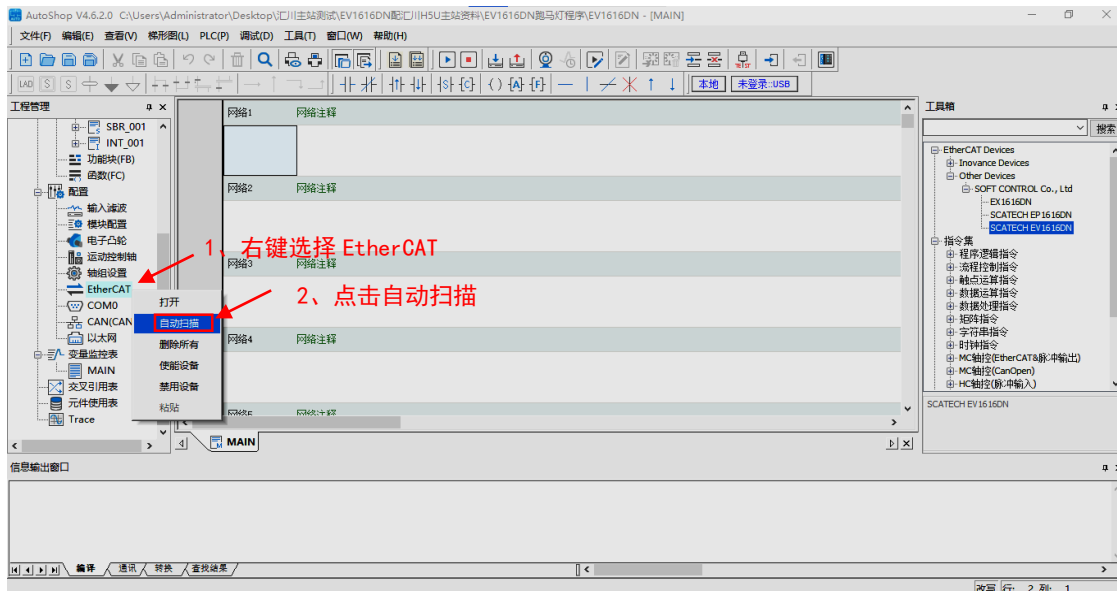 AutoShop V4.6.2.0 C:\Users\Administrator\Desktop\汇川主站测试\EV1616DN配汇川H5U主站资料\EV1616DN跑马灯程序\EV1616DN - [MAIN]
文件(F) 编辑(E) 查看(V) 梯形图(L) PLC(P) 调试(D) 工具(T) 窗口(W) 帮助(H)
LAD S S 本地 未登录::USB
工程管理
SBR_001
INT_001
功能块(FB)
函数(FC)
配置
输入滤波
模块配置
电子凸轮
运动控制轴
轴组设置
EtherCAT
COM0
CAN(CAN
以太网
变量监控表
MAIN
交叉引用表
元件使用表
Trace
打开
自动扫描
删除所有
使能设备
禁用设备
粘贴
网络1 网络注释
网络2 网络注释
网络3 网络注释
网络4 网络注释
网络5 网络注释
1、右键选择 EtherCAT
2、点击自动扫描
MAIN
工具箱
搜索
EtherCAT Devices
Inovance Devices
Other Devices
SOFT CONTROL Co., Ltd
EX1616DN
SCATECH EP1616DN
SCATECH EV1616DN
指令集
程序逻辑指令
流程控制指令
触点运算指令
数据运算指令
数据处理指令
矩阵指令
字符串指令
时钟指令
MC轴控(EtherCAT&脉冲输出)
MC轴控(CanOpen)
HC轴控(脉冲输入)
SCATECH EV1616DN
信息输出窗口
编译 通讯 转换 查找结果
改写 行: 2 列: 1